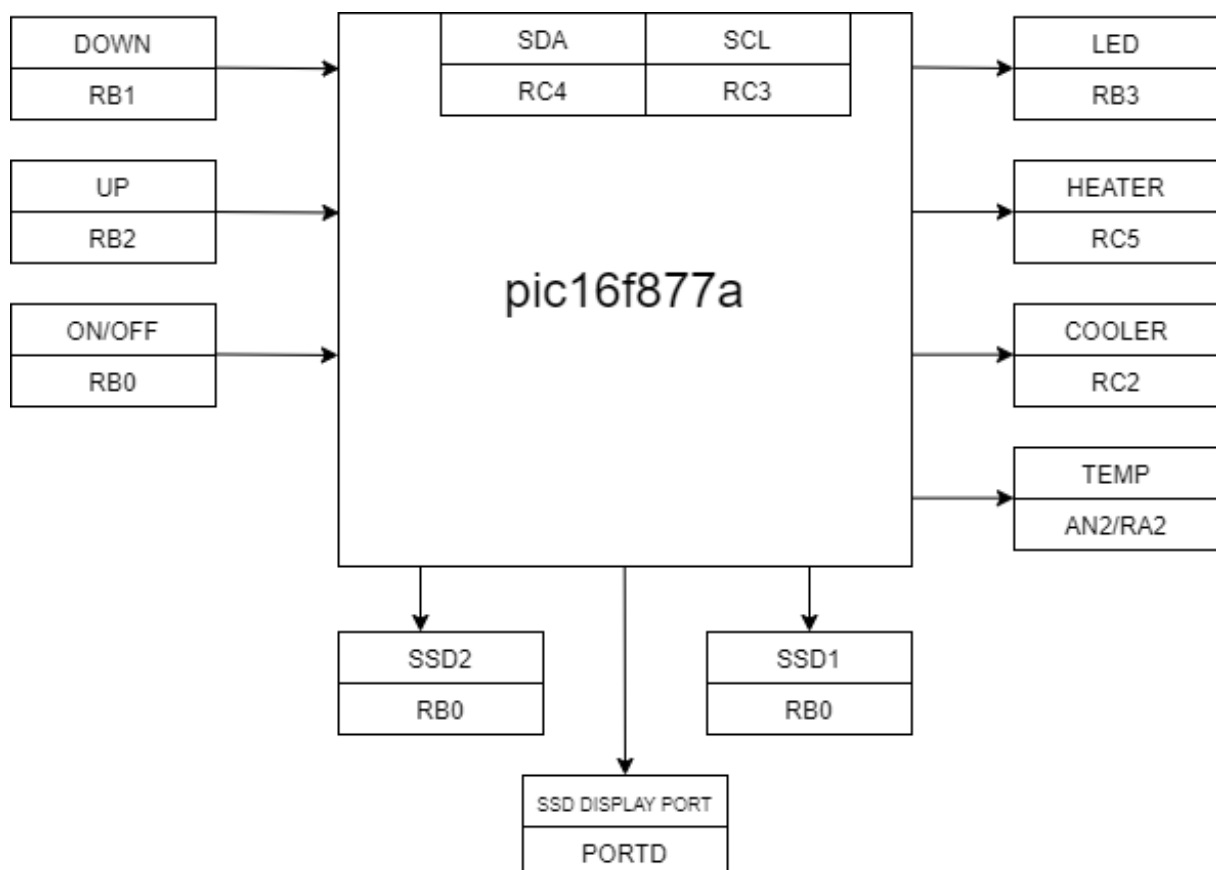 DOWN
RB1
UP
RB2
ON/OFF
RB0
SDA SCL
RC4 RC3
pic16f877a
LED
RB3
HEATER
RC5
COOLER
RC2
TEMP
AN2/RA2
SSD2
RB0
SSD1
RB0
SSD DISPLAY PORT
PORTD